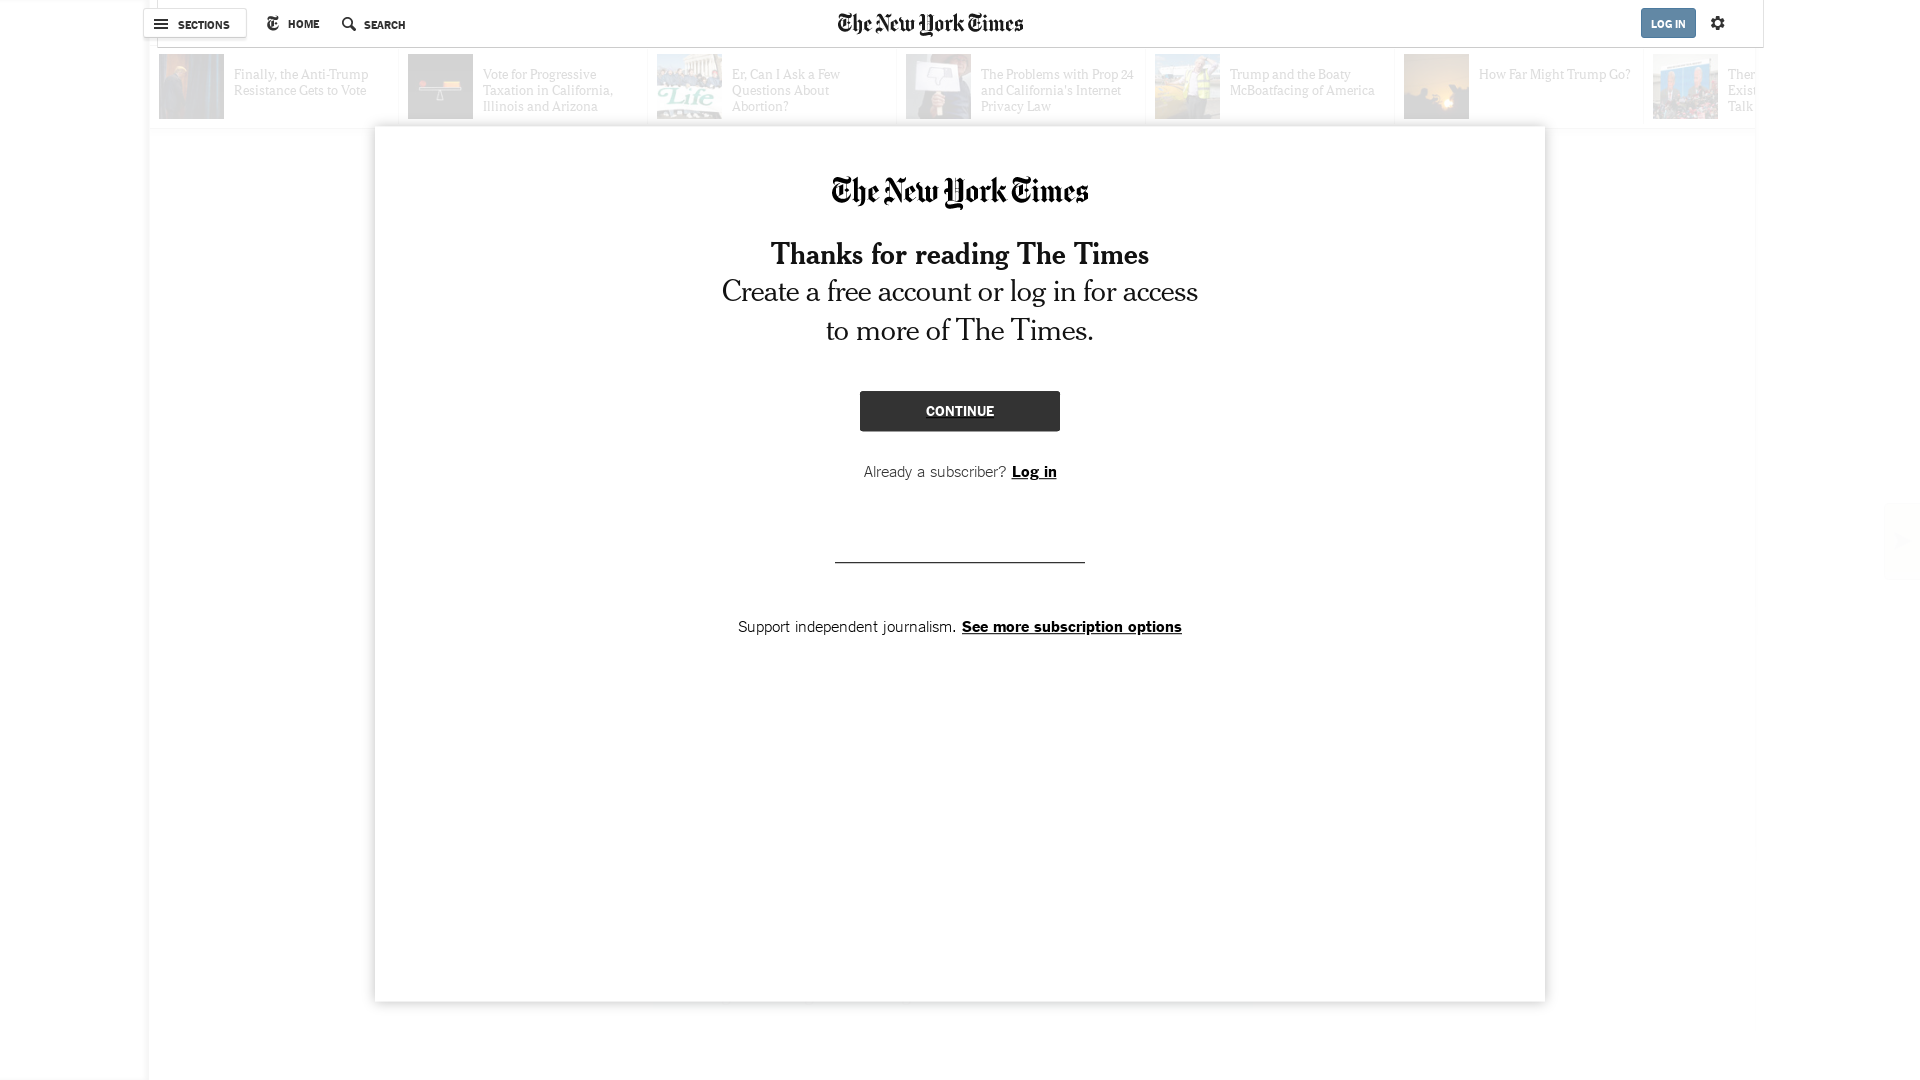 SECTIONS
HOME
SEARCH
The New York Times
LOG IN
Finally, the Anti-Trump
Resistance Gets to Vote
Vote for Progressive
Taxation in California,
Illinois and Arizona
Life
Er, Can I Ask a Few
Questions About
Abortion?
The Problems with Prop 24
and California's Internet
Privacy Law
Trump and the Boaty
McBoatfacing of America
How Far Might Trump Go?
Ther
Exist
Talk
The New York Times
Thanks for reading The Times
Create a free account or log in for access
to more of The Times.
CONTINUE
Already a subscriber? Log in
Support independent journalism. See more subscription options